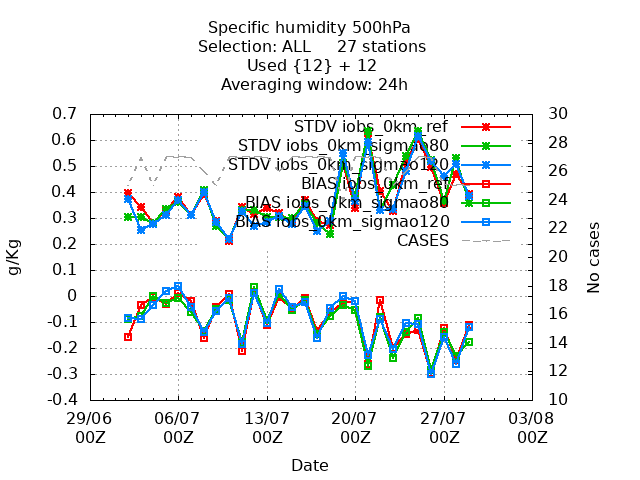 Specific humidity 500hPa
Selection: ALL 27 stations
Used {12} + 12
Averaging window: 24h
0.7
0.6
0.5
0.4
0.3
0.2
0.1
0
-0.1
-0.2
-0.3
-0.4
g/Kg
STDV iobs_0km_ref
STDV iobs_0km_sigmao80
STDV iobs_0km_sigmao120
BIAS iobs_0km_ref
BIAS iobs_0km_sigmao80
BIAS iobs_0km_sigmao120
CASES
30
28
26
24
22
20
18
16
14
12
10
No cases
29/06 06/07 13/07 20/07 27/07 03/08
00Z 00Z 00Z 00Z 00Z 00Z
Date